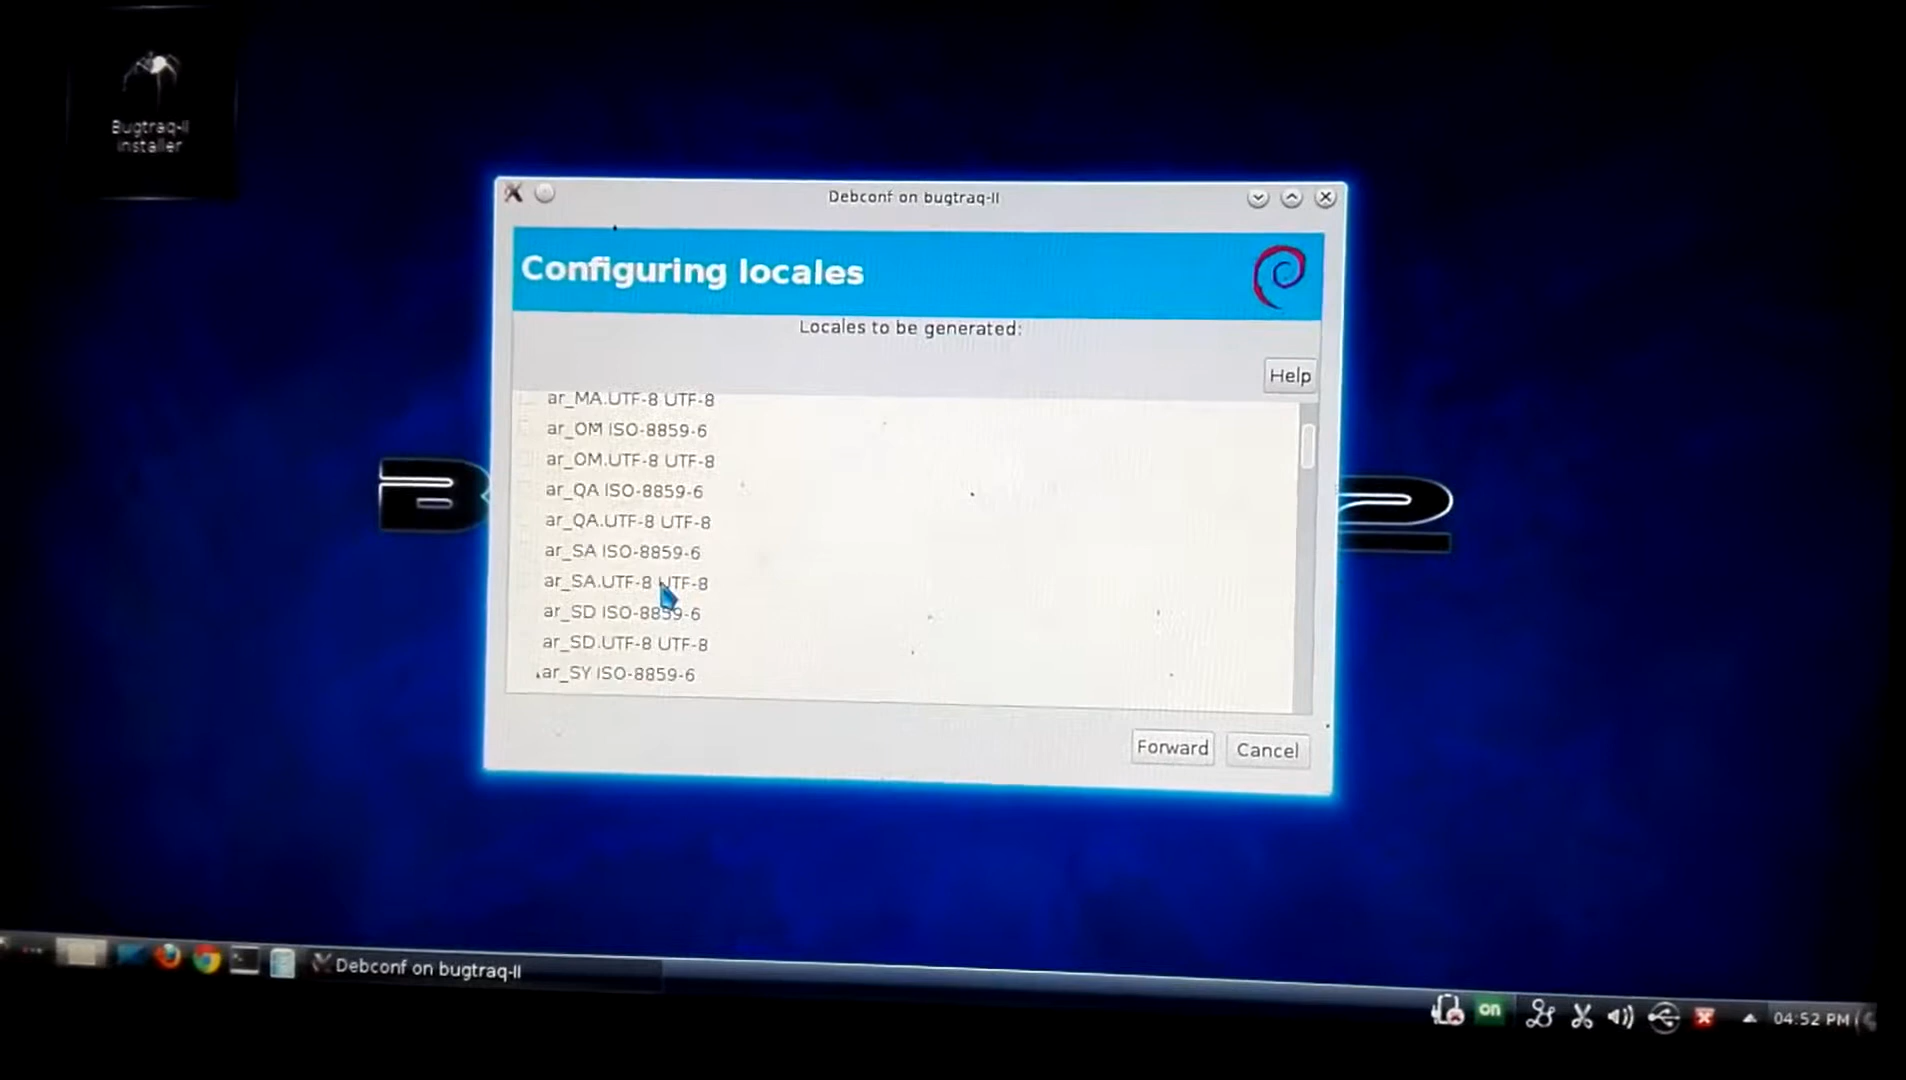 Bugtraq-II
installer
Debconf on bugtraq-II
Configuring locales
Locales to be generated:
Help
ar_MA.UTF-8 UTF-8
ar_OM ISO-8859-6
ar_OM.UTF-8 UTF-8
ar_QA ISO-8859-6
ar_QA.UTF-8 UTF-8
ar_SA ISO-8859-6
ar_SA.UTF-8 UTF-8
ar_SD ISO-8859-6
ar_SD.UTF-8 UTF-8
ar_SY ISO-8859-6
B 2
Forward Cancel
Debconf on bugtraq-II
on
04:52 PM